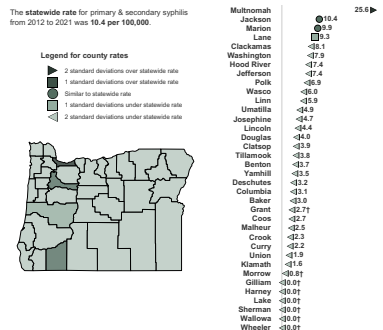 The statewide rate for primary & secondary syphilis
from 2012 to 2021 was 10.4 per 100,000.
Legend for county rates
2 standard deviations over statewide rate
1 standard deviations over statewide rate
Similar to statewide rate
1 standard deviations under statewide rate
2 standard deviations under statewide rate
Multnomah 25.6
Jackson 10.4
Marion 9.9
Lane 9.3
Clackamas 8.1
Washington 7.9
Hood River 7.4
Jefferson 7.4
Polk 6.9
Wasco 6.0
Linn 5.9
Umatilla 4.9
Josephine 4.7
Lincoln 4.4
Douglas 4.0
Clatsop 3.9
Tillamook 3.8
Benton 3.7
Yamhill 3.5
Deschutes 3.2
Columbia 3.1
Baker 3.0
Grant 2.7†
Coos 2.7
Malheur 2.5
Crook 2.3
Curry 2.2
Union 1.9
Klamath 1.6
Morrow 0.8†
Gilliam 0.0†
Harney 0.0†
Lake 0.0†
Sherman 0.0†
Wallowa 0.0†
Wheeler 0.0†